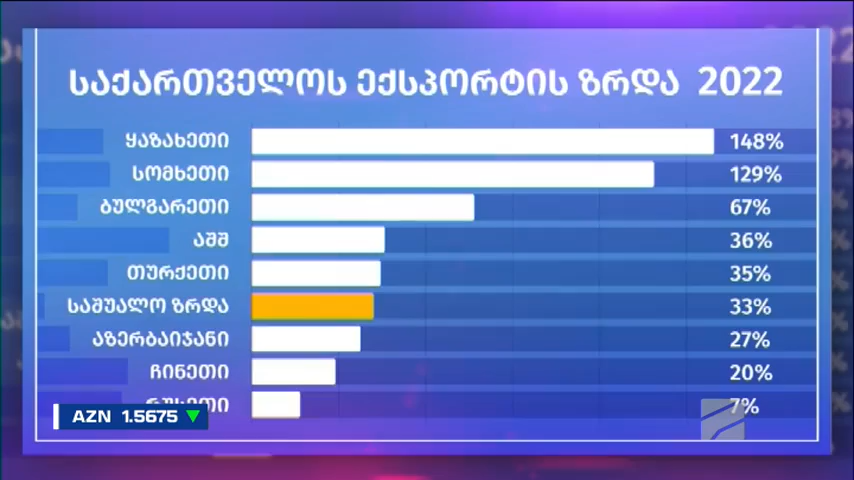 ᲡᲐᲥᲐᲠᲗᲕᲔᲚᲝᲡ ᲔᲥᲡᲞᲝᲠᲢᲘᲡ ᲖᲠᲓᲐ 2022
ᲧᲐᲖᲐᲮᲔᲗᲘ 148%
ᲡᲝᲛᲮᲔᲗᲘ 129%
ᲑᲣᲚᲒᲐᲠᲔᲗᲘ 67%
ᲐᲨᲨ 36%
ᲗᲣᲠᲥᲔᲗᲘ 35%
ᲡᲐᲨᲣᲐᲚᲝ ᲖᲠᲓᲐ 33%
ᲐᲖᲔᲠᲑᲐᲘᲯᲐᲜᲘ 27%
ᲩᲘᲜᲔᲗᲘ 20%
7%
AZN 1.5675